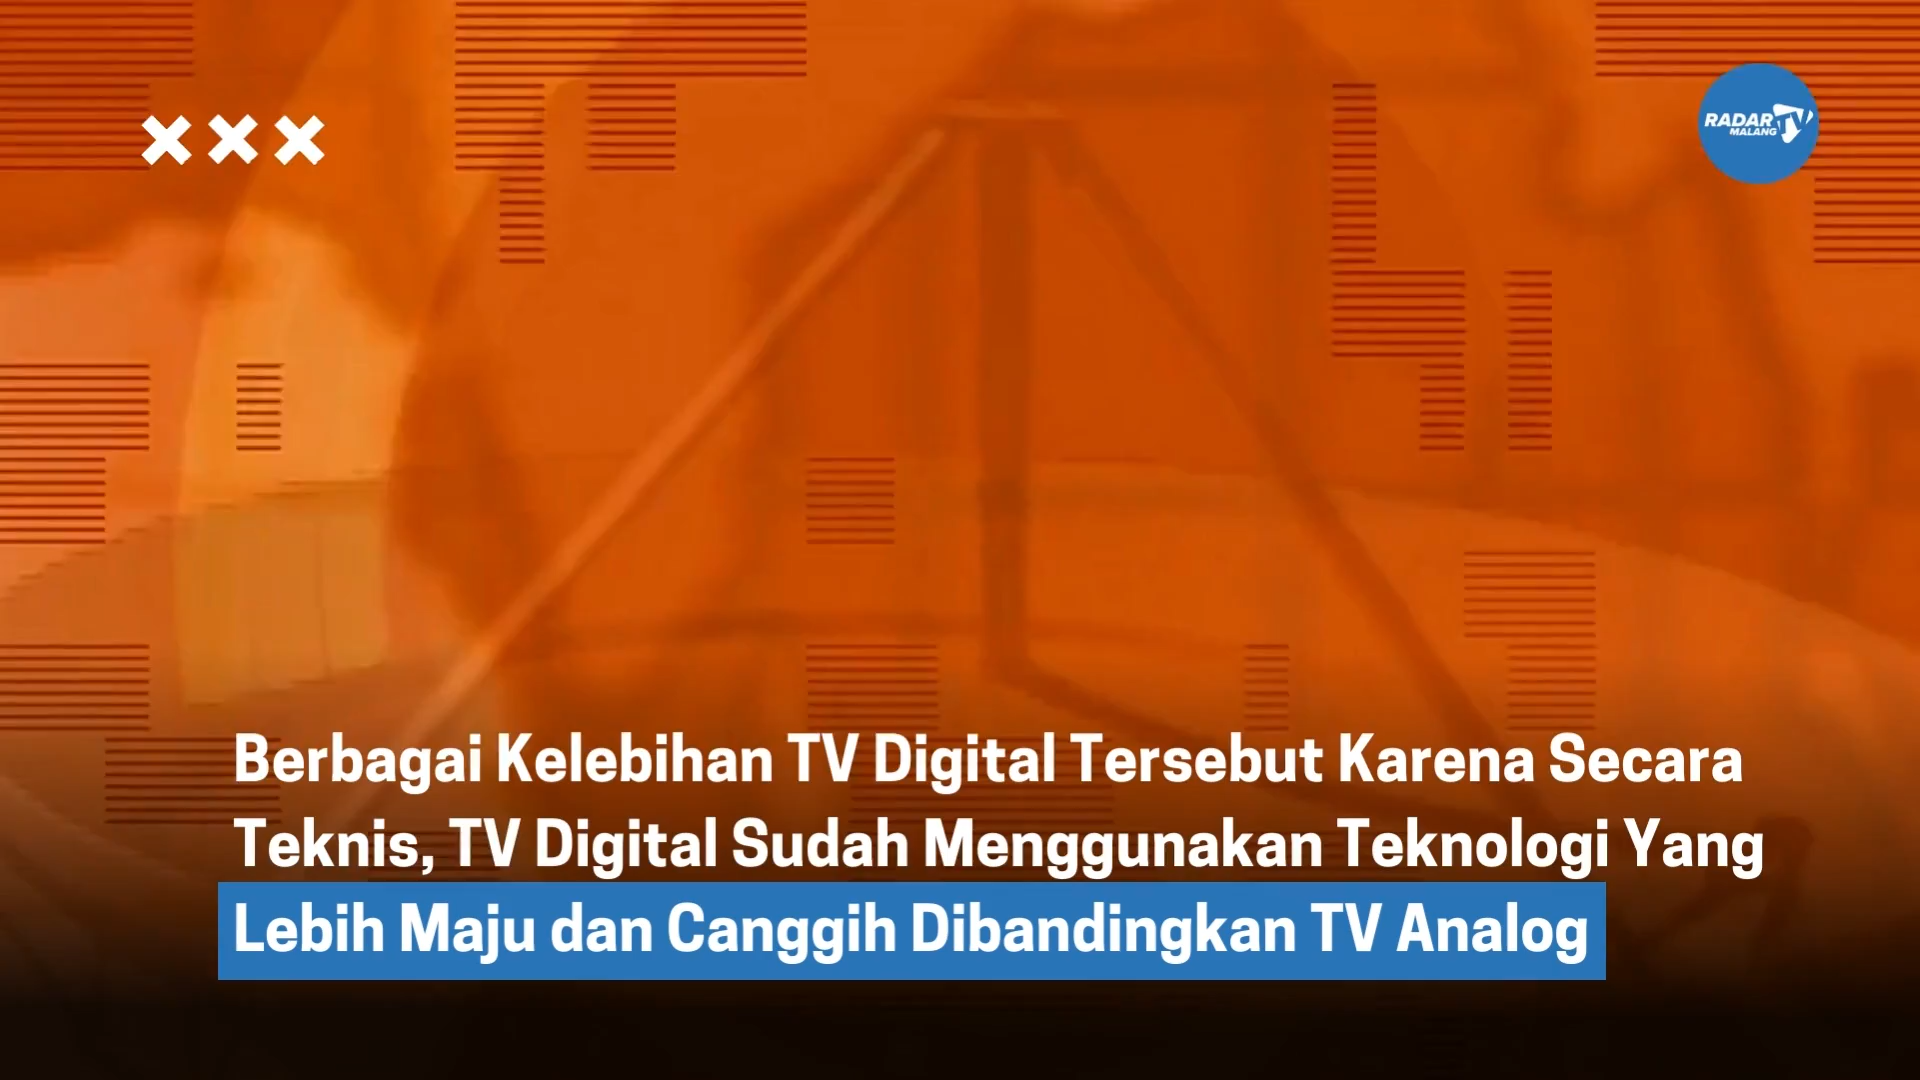 RADAR TV
MALANG
Berbagai Kelebihan TV Digital Tersebut Karena Secara
Teknis, TV Digital Sudah Menggunakan Teknologi Yang
Lebih Maju dan Canggih Dibandingkan TV Analog